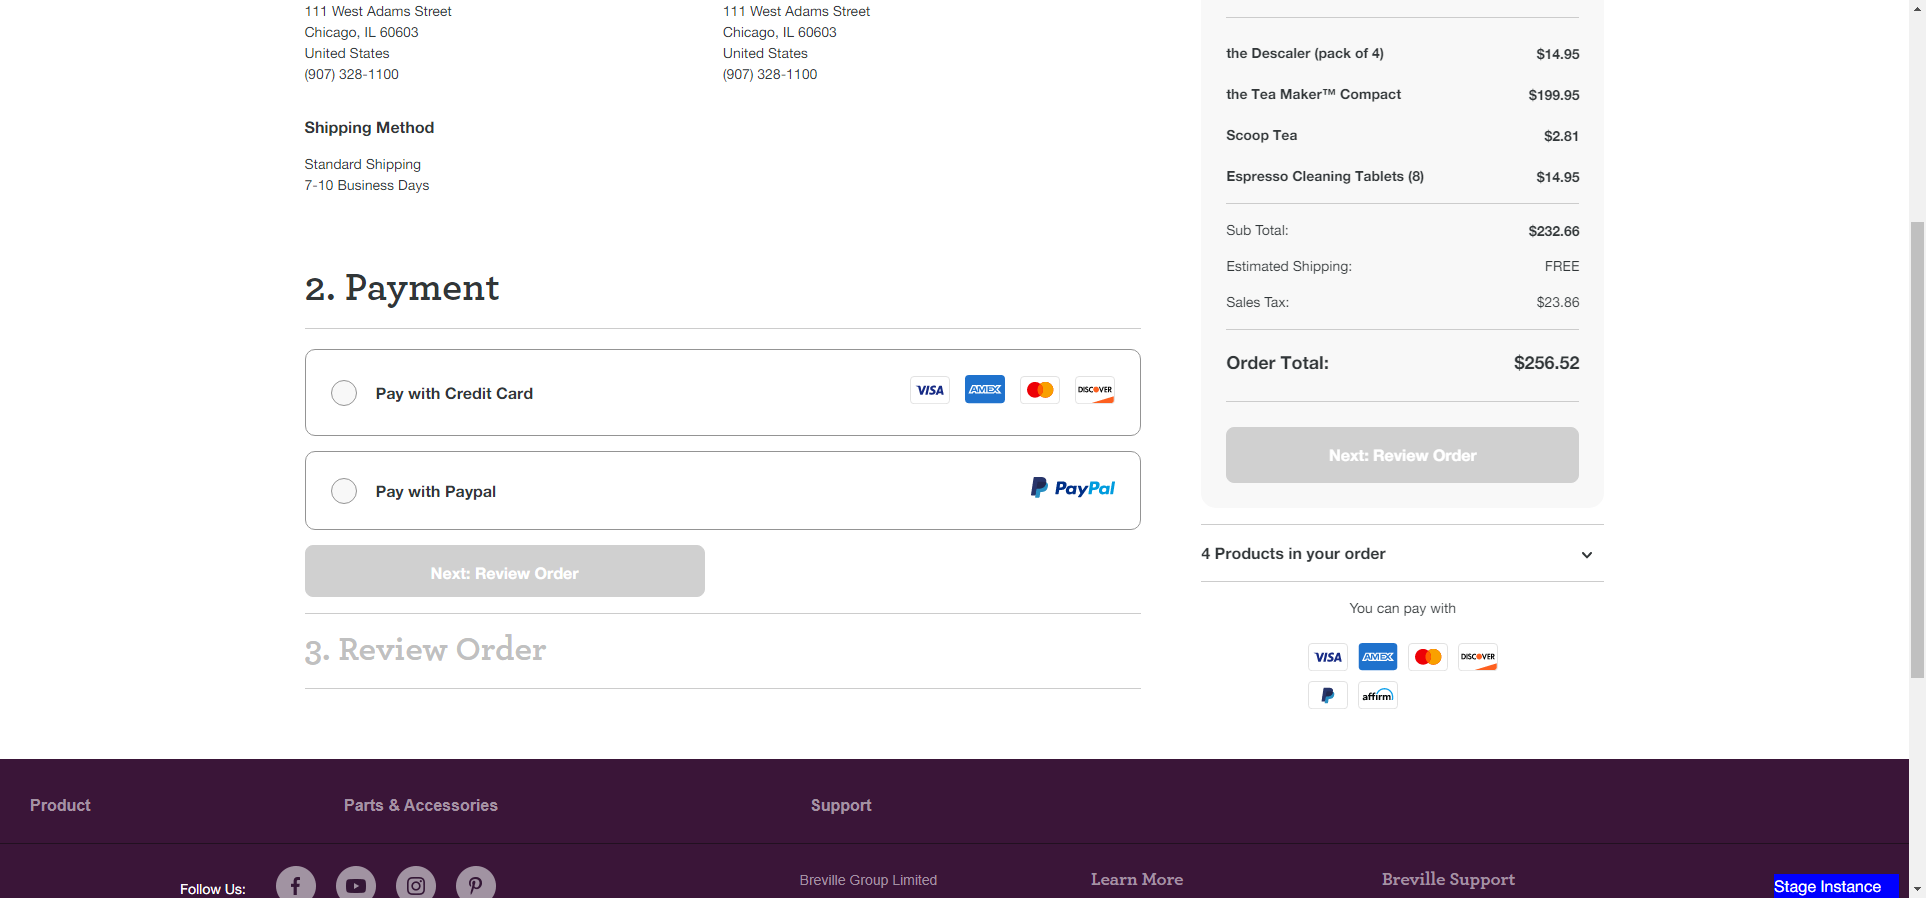 111 West Adams Street
Chicago, IL 60603
United States
(907) 328-1100
111 West Adams Street
Chicago, IL 60603
United States
(907) 328-1100
Shipping Method
Standard Shipping
7-10 Business Days
2. Payment
Pay with Credit Card
VISA
AMEX
DISCOVER
Pay with Paypal
PayPal
Next: Review Order
3. Review Order
the Descaler (pack of 4) $14.95
the Tea Maker™ Compact $199.95
Scoop Tea $2.81
Espresso Cleaning Tablets (8) $14.95
Sub Total: $232.66
Estimated Shipping: FREE
Sales Tax: $23.86
Order Total: $256.52
Next: Review Order
4 Products in your order
You can pay with
VISA
AMEX
DISCOVER
affirm
Product
Parts & Accessories
Support
Follow Us:
Breville Group Limited
Learn More
Breville Support
Stage Instance